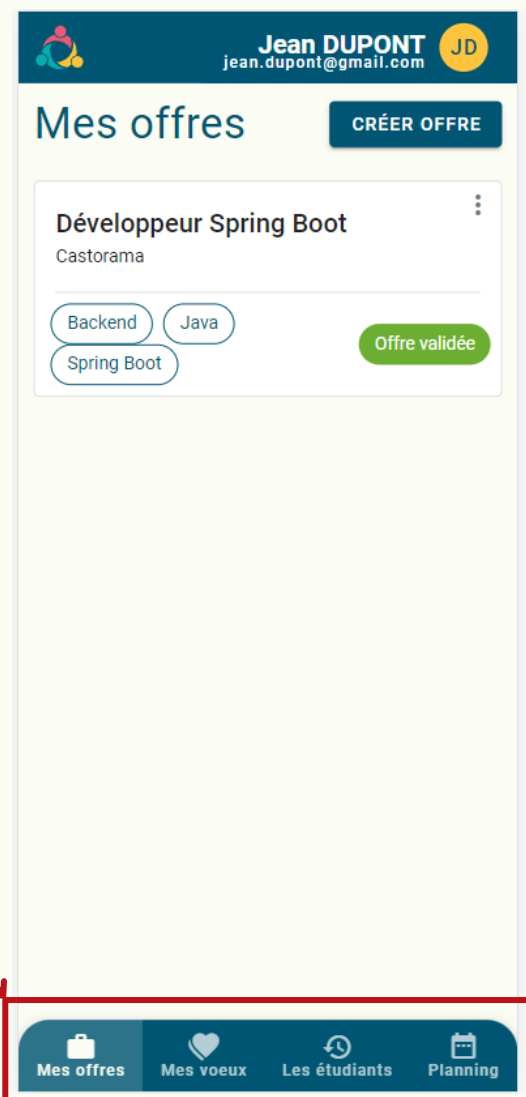 Jean DUPONT
jean.dupont@gmail.com
JD
Mes offres
CRÉER OFFRE
Développeur Spring Boot
Castorama
Backend
Java
Spring Boot
Offre validée
Mes offres
Mes voeux
Les étudiants
Planning